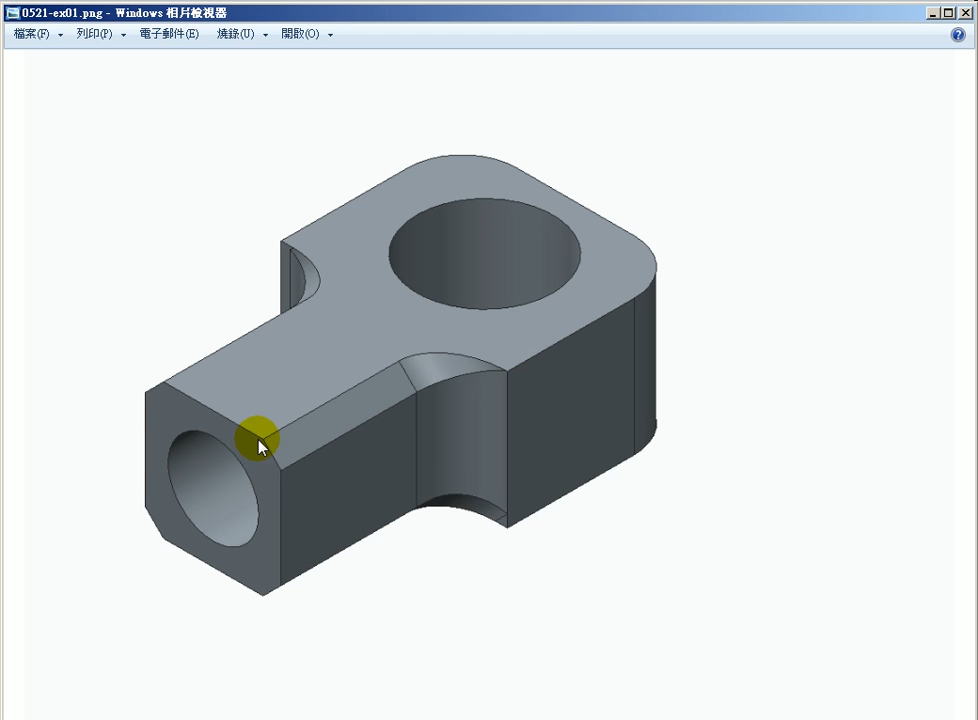 0521-ex01.png - Windows 相片檢視器
檔案(F) 列印(P) 電子郵件(E) 燒錄(U) 開啟(O)